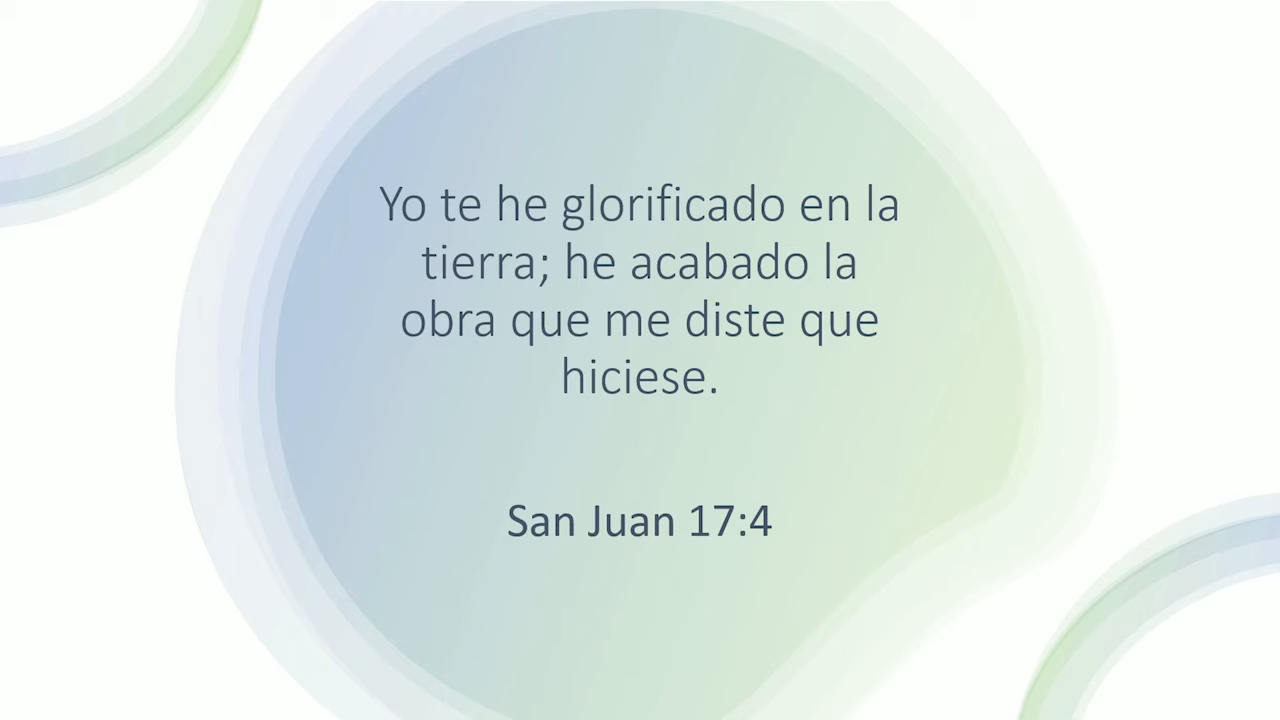 Yo te he glorificado en la
tierra; he acabado la
obra que me diste que
hiciese.
San Juan 17:4